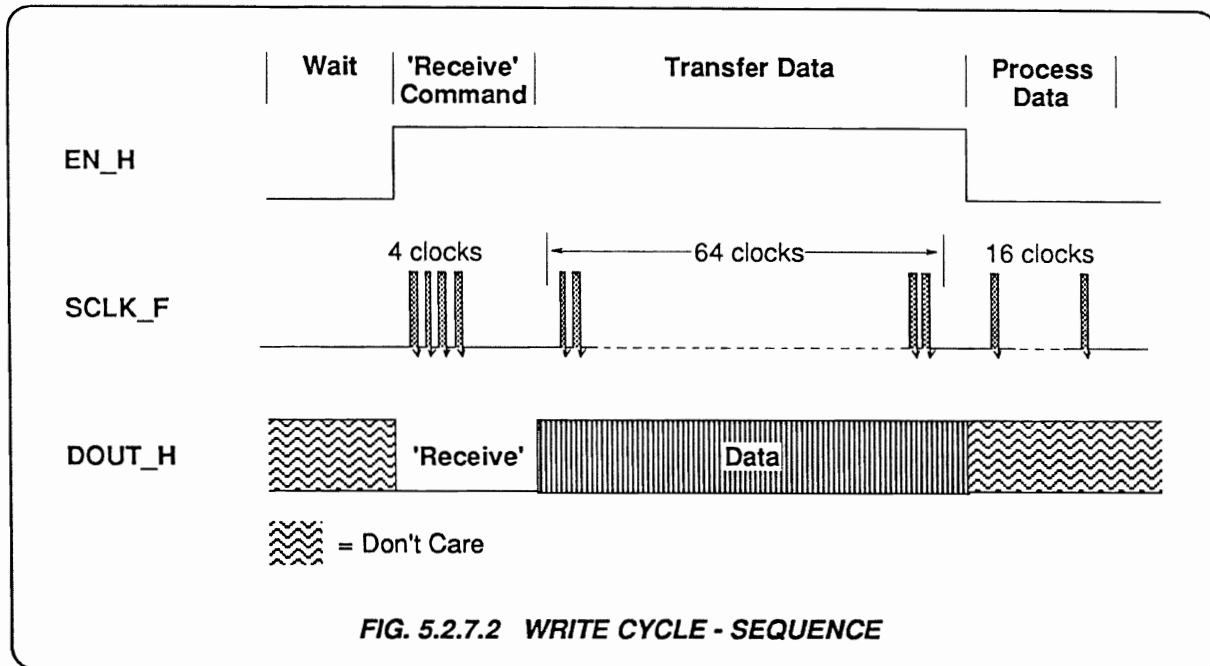 Wait 'Receive' Command Transfer Data Process Data
EN_H
4 clocks 64 clocks 16 clocks
SCLK_F
DOUT_H 'Receive' Data
= Don't Care
FIG. 5.2.7.2 WRITE CYCLE - SEQUENCE